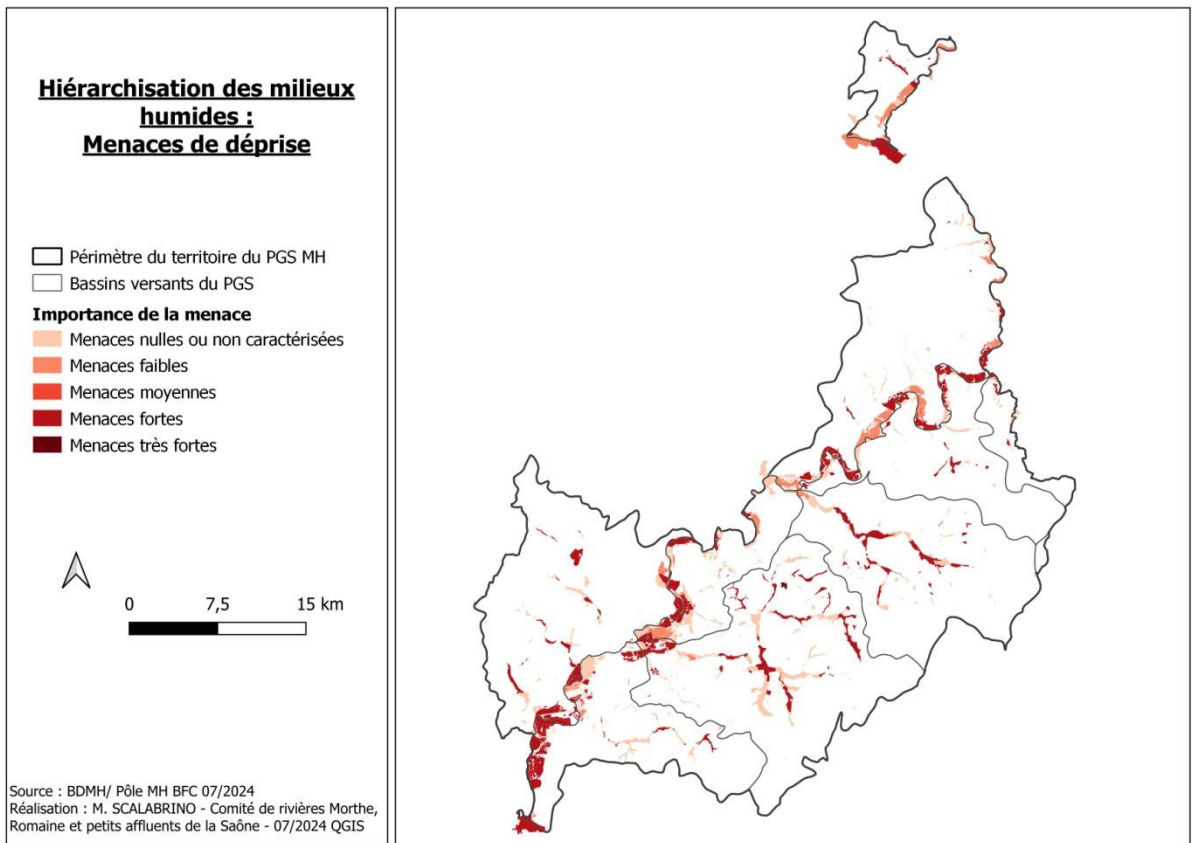 Hiérarchisation des milieux
humides :
Menaces de déprise
Périmètre du territoire du PGS MH
Bassins versants du PGS
Importance de la menace
Menaces nulles ou non caractérisées
Menaces faibles
Menaces moyennes
Menaces fortes
Menaces très fortes
0 7,5 15 km
Source : BDMH/ Pôle MH BFC 07/2024
Réalisation : M. SCALABRINO - Comité de rivières Morthe,
Romaine et petits affluents de la Saône - 07/2024 QGIS